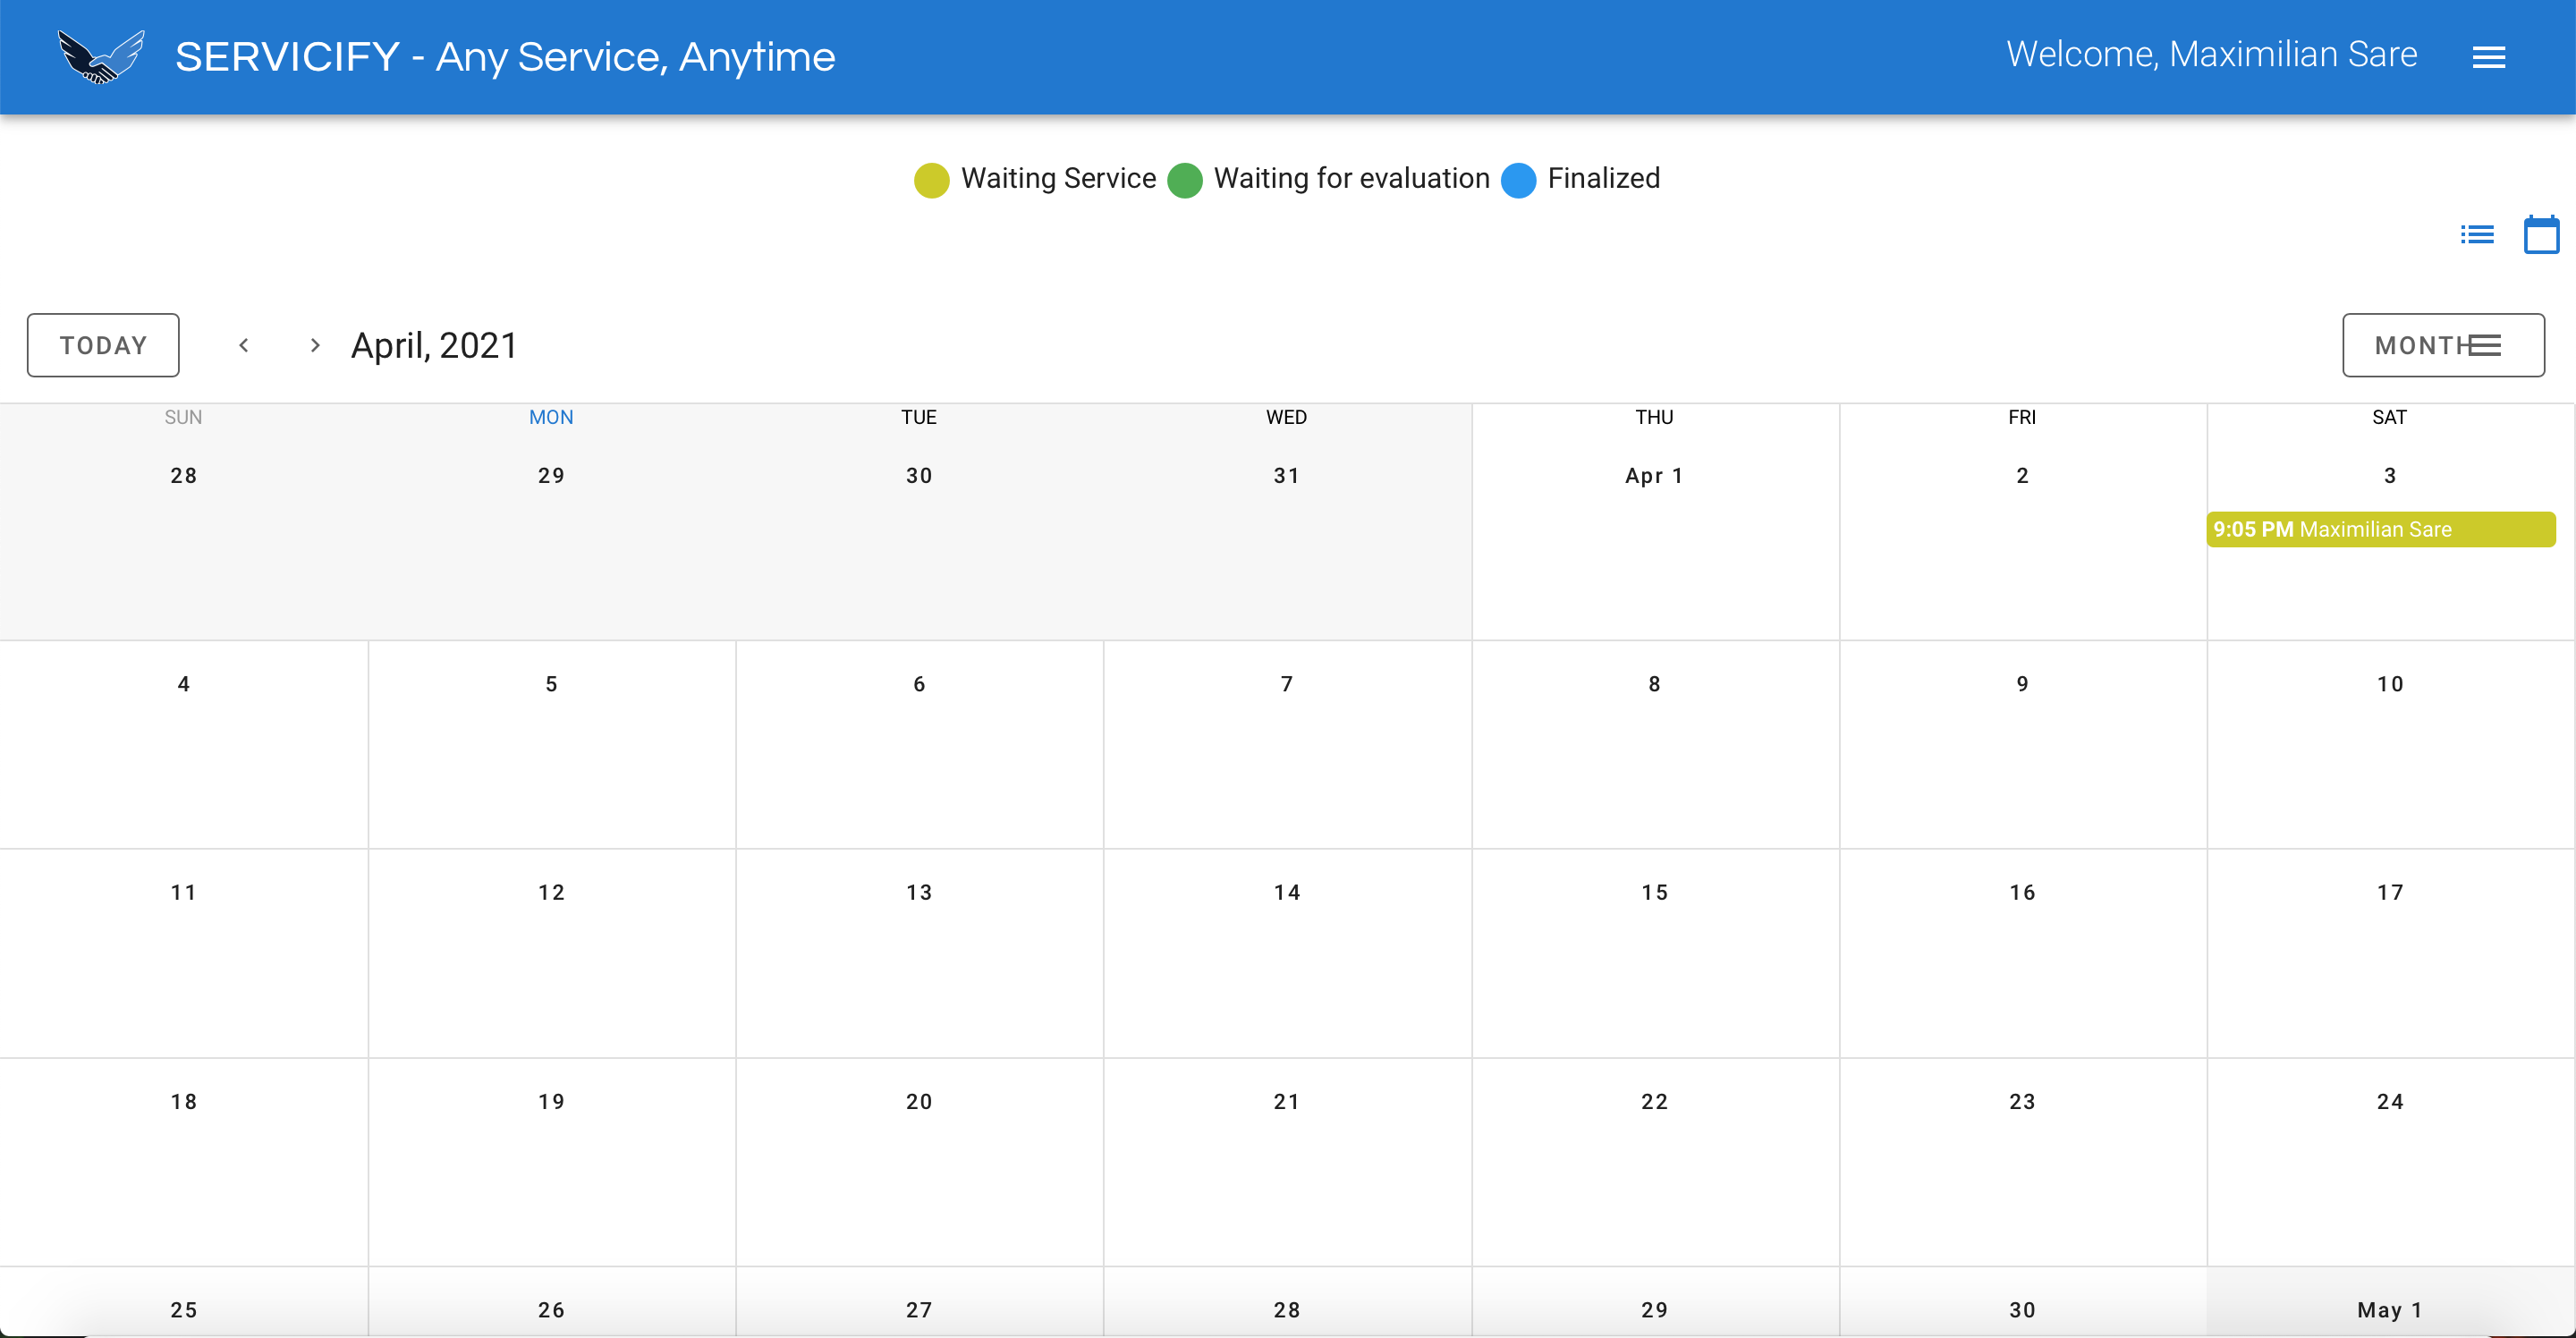 SERVICIFY - Any Service, Anytime
Welcome, Maximilian Sare
Waiting Service Waiting for evaluation Finalized
TODAY April, 2021 MONTH
SUN MON TUE WED THU FRI SAT
28 29 30 31 Apr 1 2 3
9:05 PM Maximilian Sare
4 5 6 7 8 9 10
11 12 13 14 15 16 17
18 19 20 21 22 23 24
25 26 27 28 29 30 May 1